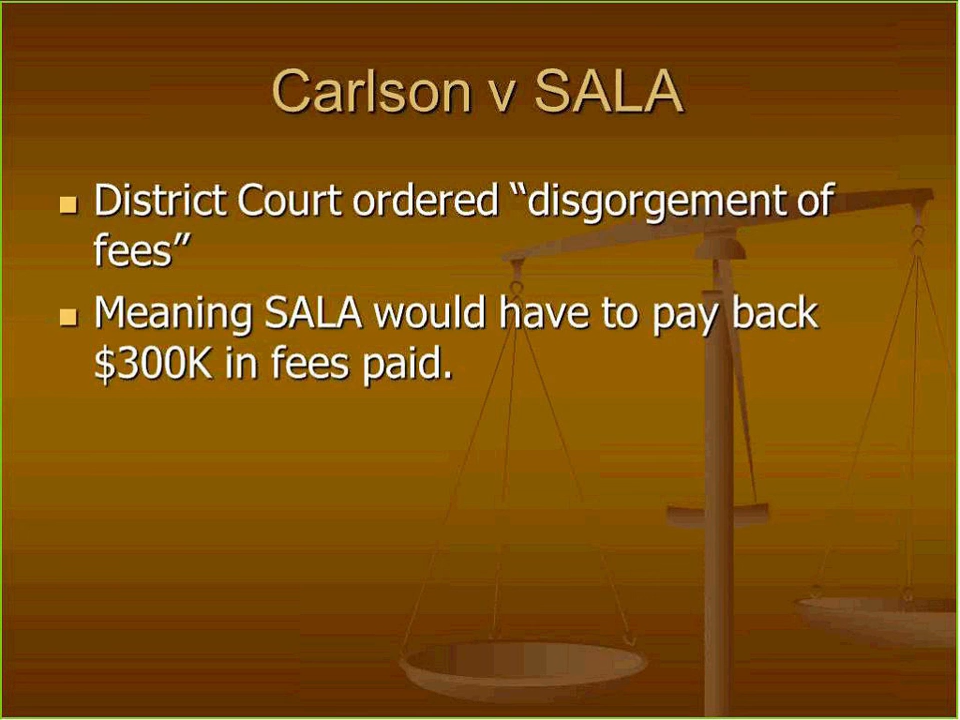 Carlson v SALA
District Court ordered “disgorgement of
fees”
Meaning SALA would have to pay back
$300K in fees paid.